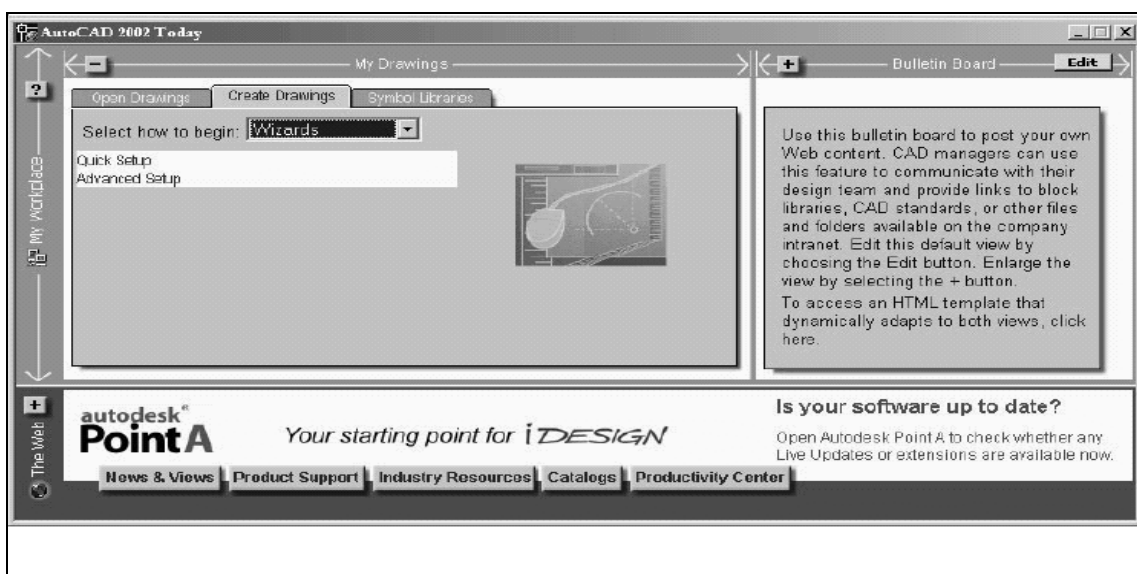 AutoCAD 2002 Today
My Drawings
Bulletin Board
Edit
Open Drawings
Create Drawings
Symbol Libraries
Select how to begin: Wizards
Quick Setup
Advanced Setup
My Workplace
Use this bulletin board to post your own
Web content. CAD managers can use
this feature to communicate with their
design team and provide links to block
libraries, CAD standards, or other files
and folders available on the company
intranet. Edit this default view by
choosing the Edit button. Enlarge the
view by selecting the + button.
To access an HTML template that
dynamically adapts to both views, click
here.
The Web
autodesk®
Point A
Your starting point for iDESIGN
Is your software up to date?
Open Autodesk Point A to check whether any
Live Updates or extensions are available now.
News & Views
Product Support
Industry Resources
Catalogs
Productivity Center